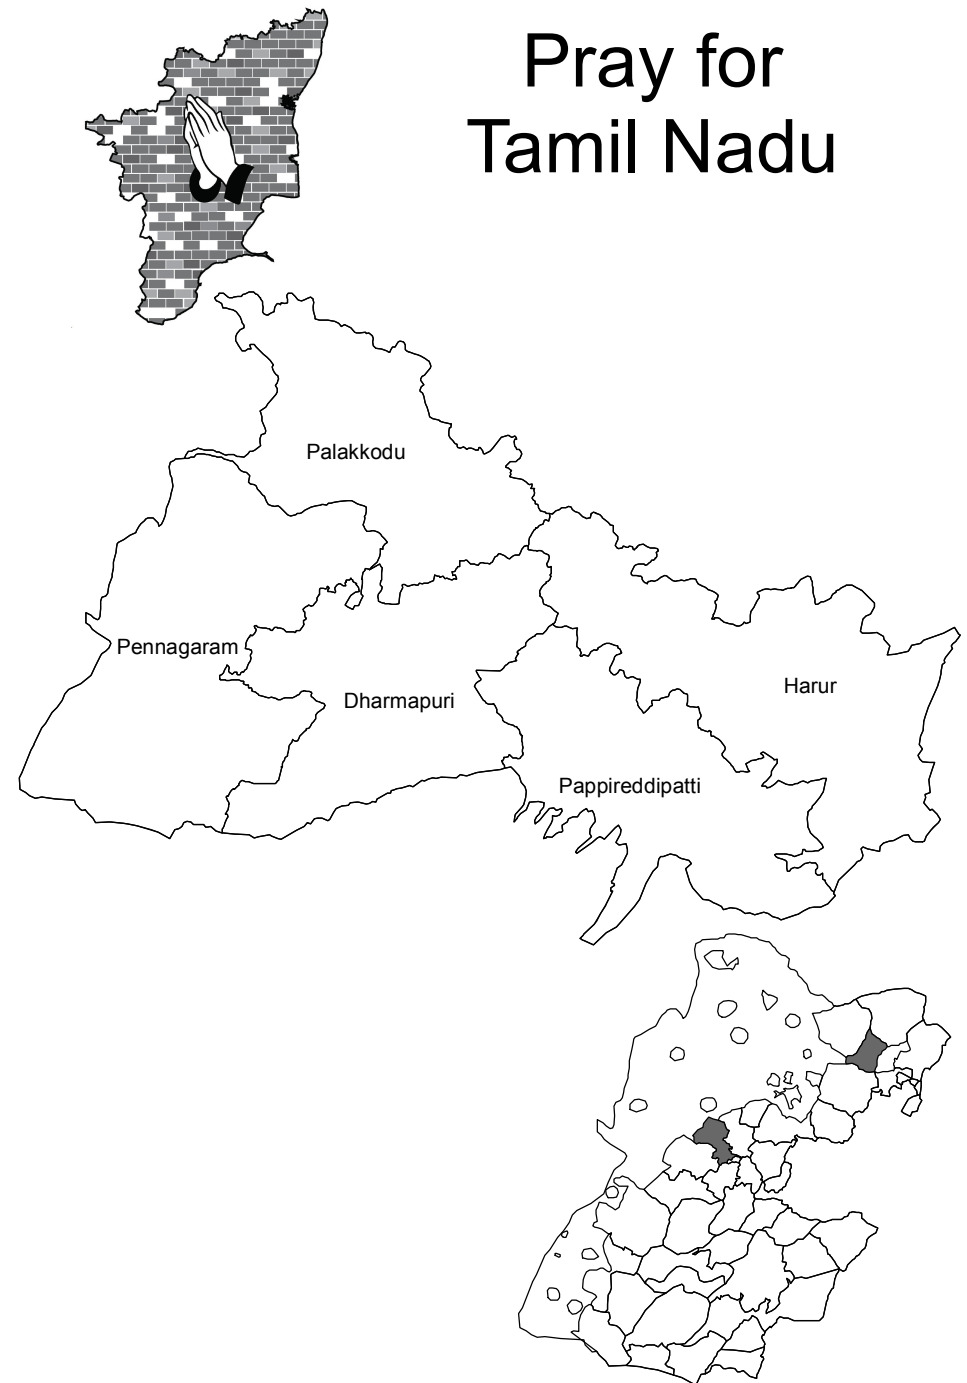 Pray for
Tamil Nadu
Palakkodu
Pennagaram
Harur
Dharmapuri
Pappireddipatti